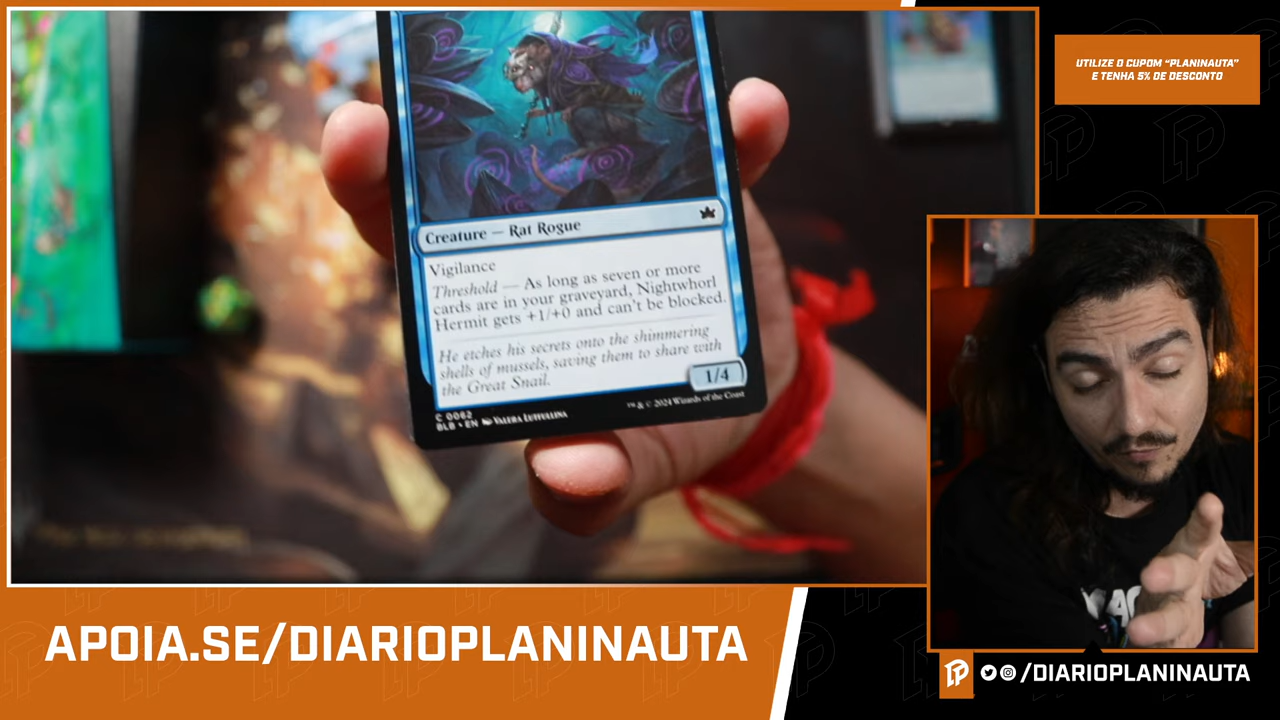 UTILIZE O CUPOM “PLANINAUTA”
E TENHA 5% DE DESCONTO
Creature — Rat Rogue
Vigilance
Threshold — As long as seven or more
cards are in your graveyard, Nightwhorl
Hermit gets +1/+0 and can't be blocked.
He etches his secrets onto the shimmering
shells of mussels, saving them to share with
the Great Snail.
1/4
C 0062
BLB • EN VALERA LUTFULLINA
™ & © 2024 Wizards of the Coast
APOIA.SE/DIARIOPLANINAUTA
/DIARIOPLANINAUTA